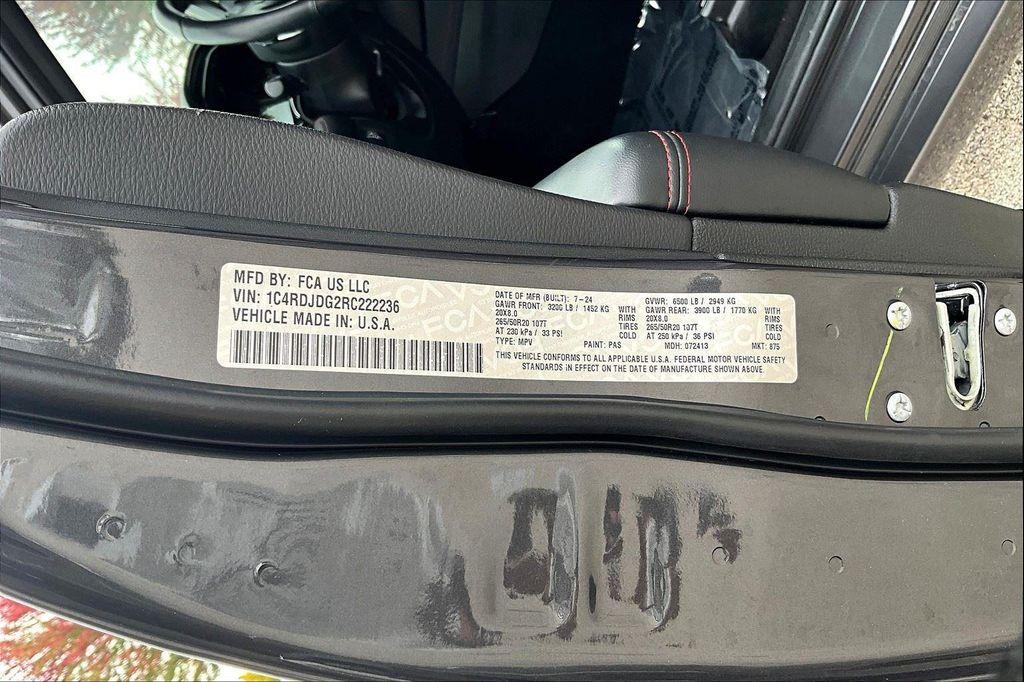 MFD BY: FCA US LLC
VIN: 1C4RDJDG2RC222236
VEHICLE MADE IN: U.S.A.
DATE OF MFR (BUILT): 7-24 GVWR: 6500 LB / 2949 KG
GAWR FRONT: 3200 LB / 1452 KG WITH GAWR REAR: 3900 LB / 1770 KG WITH
20X8.0 RIMS 20X8.0 RIMS
265/50R20 107T TIRES 265/50R20 107T TIRES
AT 230 kPa / 33 PSI COLD AT 250 kPa / 36 PSI COLD
TYPE: MPV PAINT: PAS MDH: 072413 MKT: 875
THIS VEHICLE CONFORMS TO ALL APPLICABLE U.S.A. FEDERAL MOTOR VEHICLE SAFETY
STANDARDS IN EFFECT ON THE DATE OF MANUFACTURE SHOWN ABOVE.